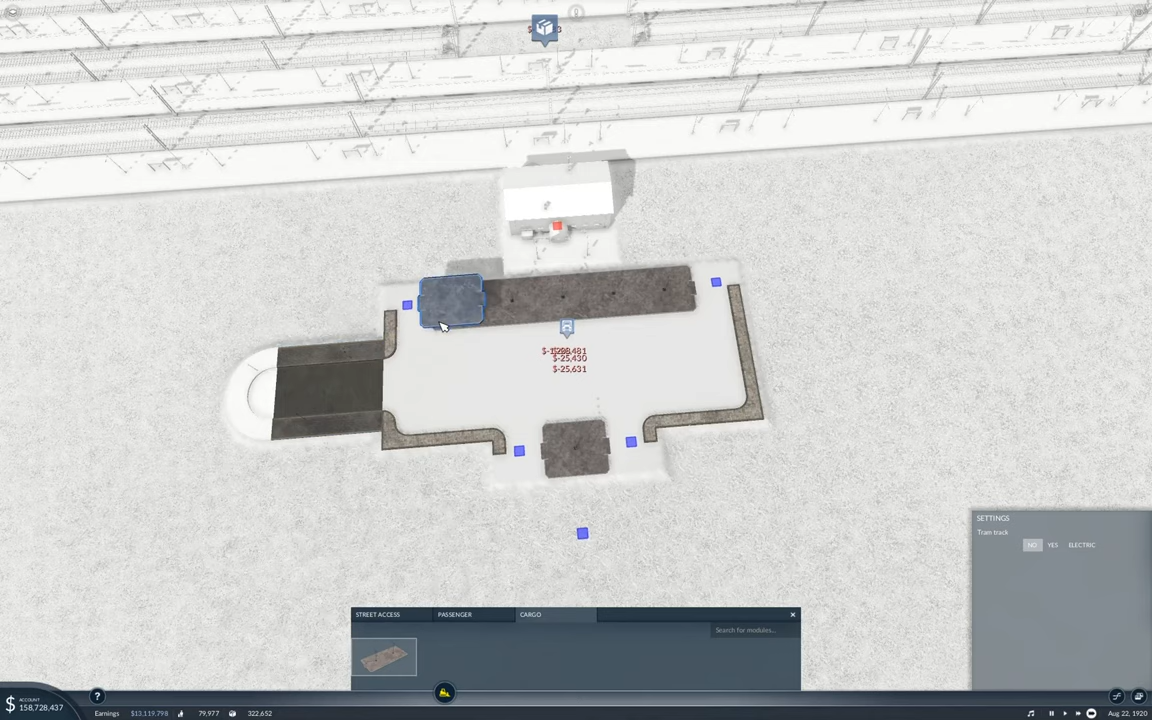 $-25,430
$-25,631
SETTINGS
Tram track
NO YES ELECTRIC
STREET ACCESS PASSENGER CARGO
Search for modules...
$ ACCOUNT
158,728,437
?
Earnings $13,119,798 79,977 322,652
Aug 22, 1920